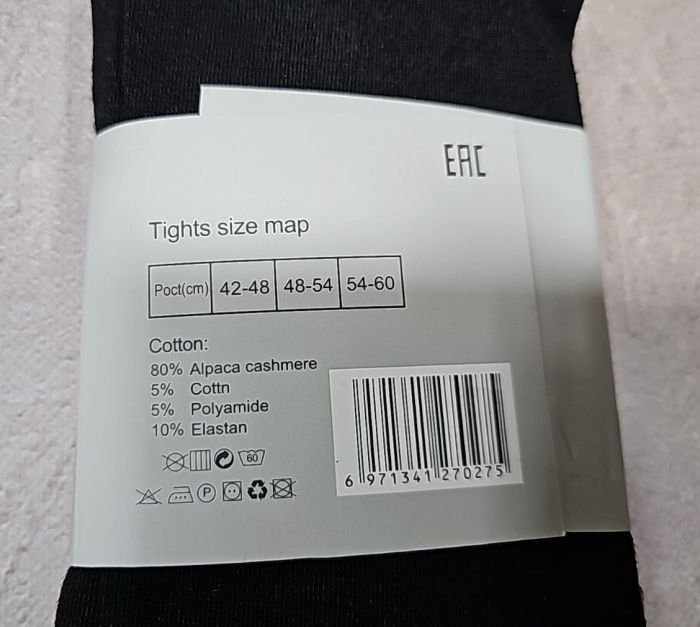 EAC
Tights size map
Poct(cm) 42-48 48-54 54-60
Cotton:
80% Alpaca cashmere
5% Cottn
5% Polyamide
10% Elastan
60
P
6 971341 270275